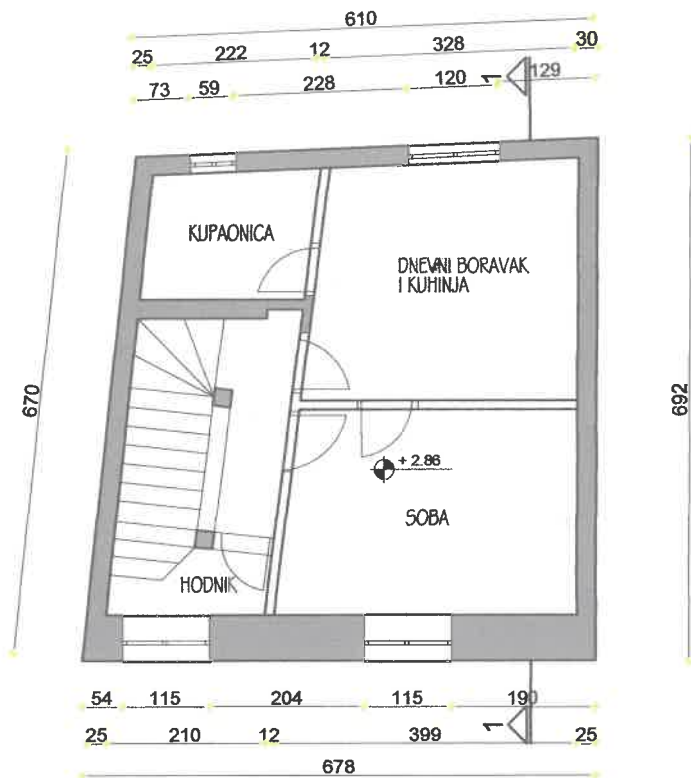 610
25 222 12 328 30
73 59 228 120 1 129
KUPAONICA
DNEVNI BORAVAK
I KUHINJA
670
692
+ 2.86
SOBA
HODNIK
54 115 204 115 190
25 210 12 399 1 25
678